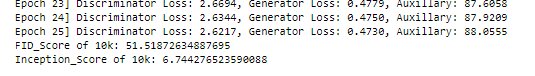 Epoch 23] Discriminator Loss: 2.6694, Generator Loss: 0.4779, Auxillary: 87.6058
Epoch 24] Discriminator Loss: 2.6344, Generator Loss: 0.4750, Auxillary: 87.9209
Epoch 25] Discriminator Loss: 2.6217, Generator Loss: 0.4730, Auxillary: 88.0555
FID_Score of 10k: 51.51872634887695
Inception_Score of 10k: 6.744276523590088